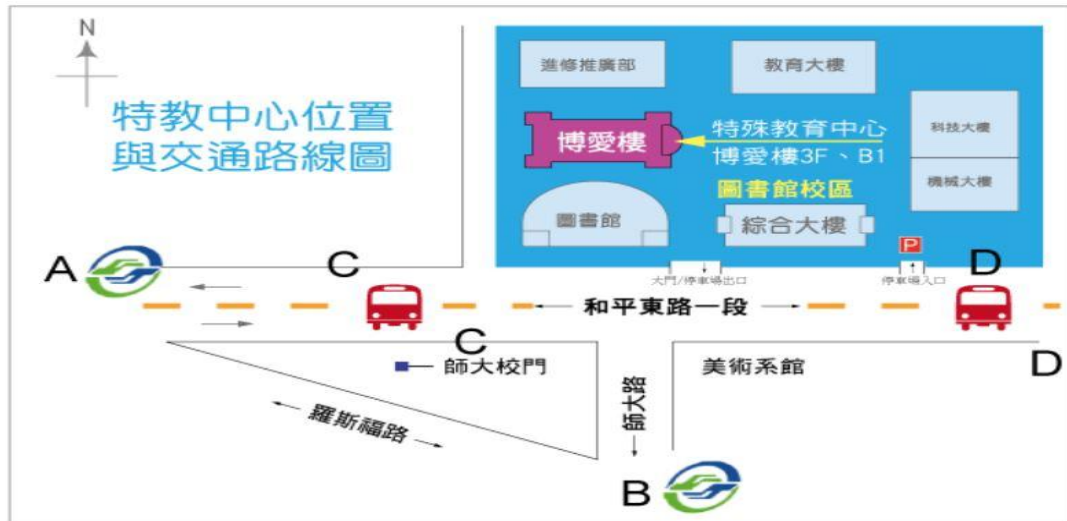 N
特教中心位置
與交通路線圖
進修推廣部
教育大樓
博愛樓
特殊教育中心
博愛樓3F、B1
科技大樓
機械大樓
圖書館校區
圖書館
綜合大樓
P
大門/停車場出口
停車場入口
A
C
D
和平東路一段
C
師大校門
美術系館
D
羅斯福路
師大路
B